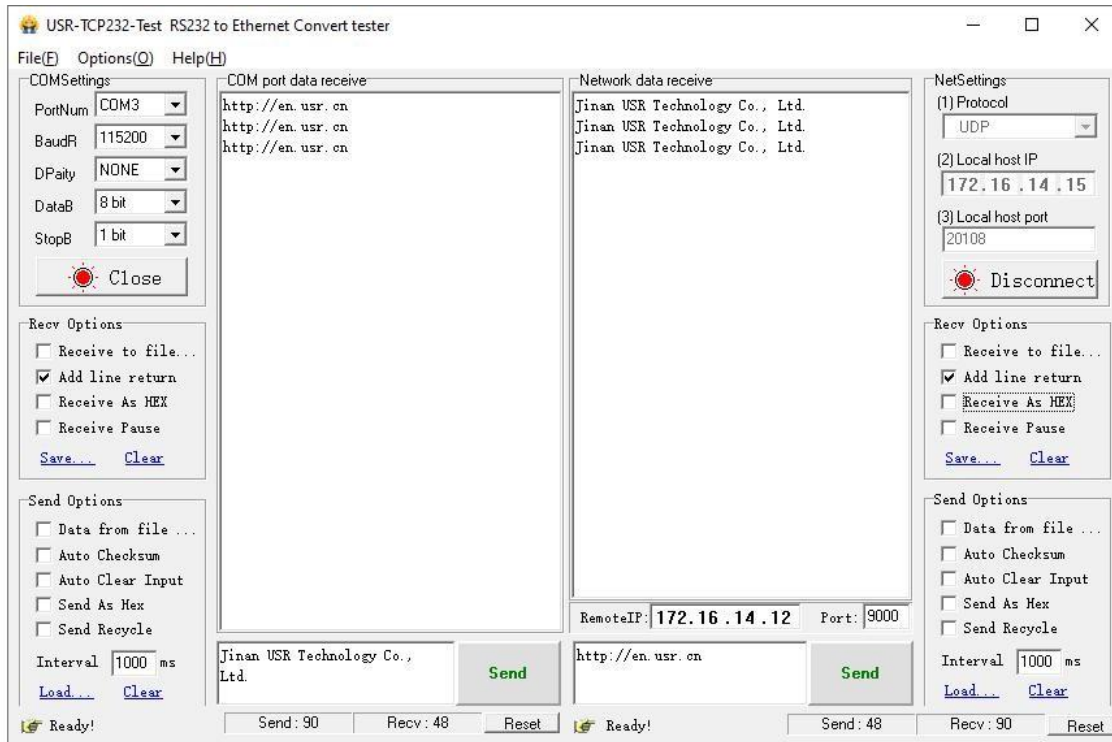 USR-TCP232-Test RS232 to Ethernet Convert tester
File(F) Options(O) Help(H)
COMSettings
PortNum COM3
BaudR 115200
DPaity NONE
DataB 8 bit
StopB 1 bit
Close
Recv Options
Receive to file...
Add line return
Receive As HEX
Receive Pause
Save... Clear
Send Options
Data from file ...
Auto Checksum
Auto Clear Input
Send As Hex
Send Recycle
Interval 1000 ms
Load... Clear
COM port data receive
http://en.usr.cn
http://en.usr.cn
http://en.usr.cn
Jinan USR Technology Co.,
Ltd.
Send
Network data receive
Jinan USR Technology Co., Ltd.
Jinan USR Technology Co., Ltd.
Jinan USR Technology Co., Ltd.
RemoteIP: 172.16.14.12 Port: 9000
http://en.usr.cn
Send
NetSettings
(1) Protocol
UDP
(2) Local host IP
172.16.14.15
(3) Local host port
20108
Disconnect
Recv Options
Receive to file...
Add line return
Receive As HEX
Receive Pause
Save... Clear
Send Options
Data from file ...
Auto Checksum
Auto Clear Input
Send As Hex
Send Recycle
Interval 1000 ms
Load... Clear
Ready! Send : 90 Recv : 48 Reset
Ready! Send : 48 Recv : 90 Reset